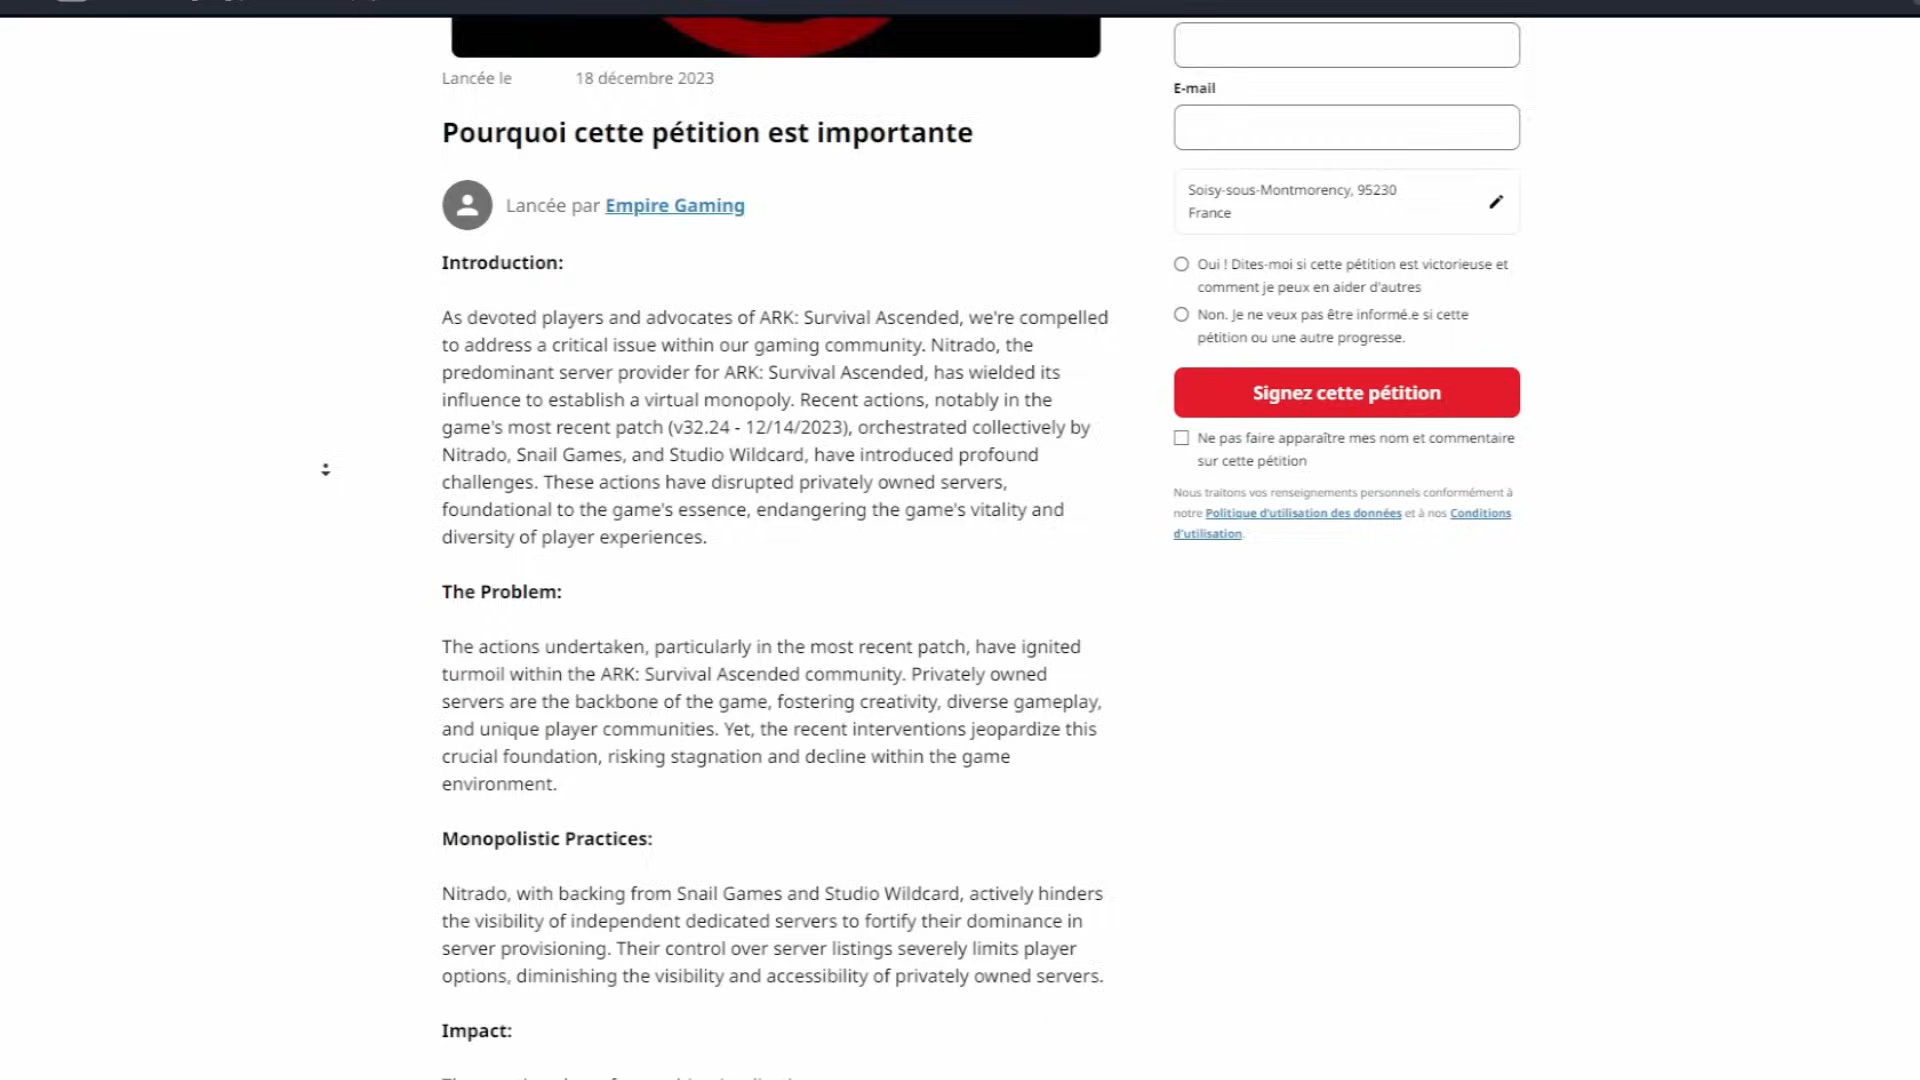 Lancée le 18 décembre 2023
Pourquoi cette pétition est importante
Lancée par Empire Gaming
Introduction:
As devoted players and advocates of ARK: Survival Ascended, we're compelled
to address a critical issue within our gaming community. Nitrado, the
predominant server provider for ARK: Survival Ascended, has wielded its
influence to establish a virtual monopoly. Recent actions, notably in the
game's most recent patch (v32.24 - 12/14/2023), orchestrated collectively by
Nitrado, Snail Games, and Studio Wildcard, have introduced profound
challenges. These actions have disrupted privately owned servers,
foundational to the game's essence, endangering the game's vitality and
diversity of player experiences.
The Problem:
The actions undertaken, particularly in the most recent patch, have ignited
turmoil within the ARK: Survival Ascended community. Privately owned
servers are the backbone of the game, fostering creativity, diverse gameplay,
and unique player communities. Yet, the recent interventions jeopardize this
crucial foundation, risking stagnation and decline within the game
environment.
Monopolistic Practices:
Nitrado, with backing from Snail Games and Studio Wildcard, actively hinders
the visibility of independent dedicated servers to fortify their dominance in
server provisioning. Their control over server listings severely limits player
options, diminishing the visibility and accessibility of privately owned servers.
Impact:
E-mail
Soisy-sous-Montmorency, 95230
France
Oui ! Dites-moi si cette pétition est victorieuse et
comment je peux en aider d'autres
Non. Je ne veux pas être informé.e si cette
pétition ou une autre progresse.
Signez cette pétition
Ne pas faire apparaître mes nom et commentaire
sur cette pétition
Nous traitons vos renseignements personnels conformément à
notre Politique d'utilisation des données et à nos Conditions
d'utilisation.